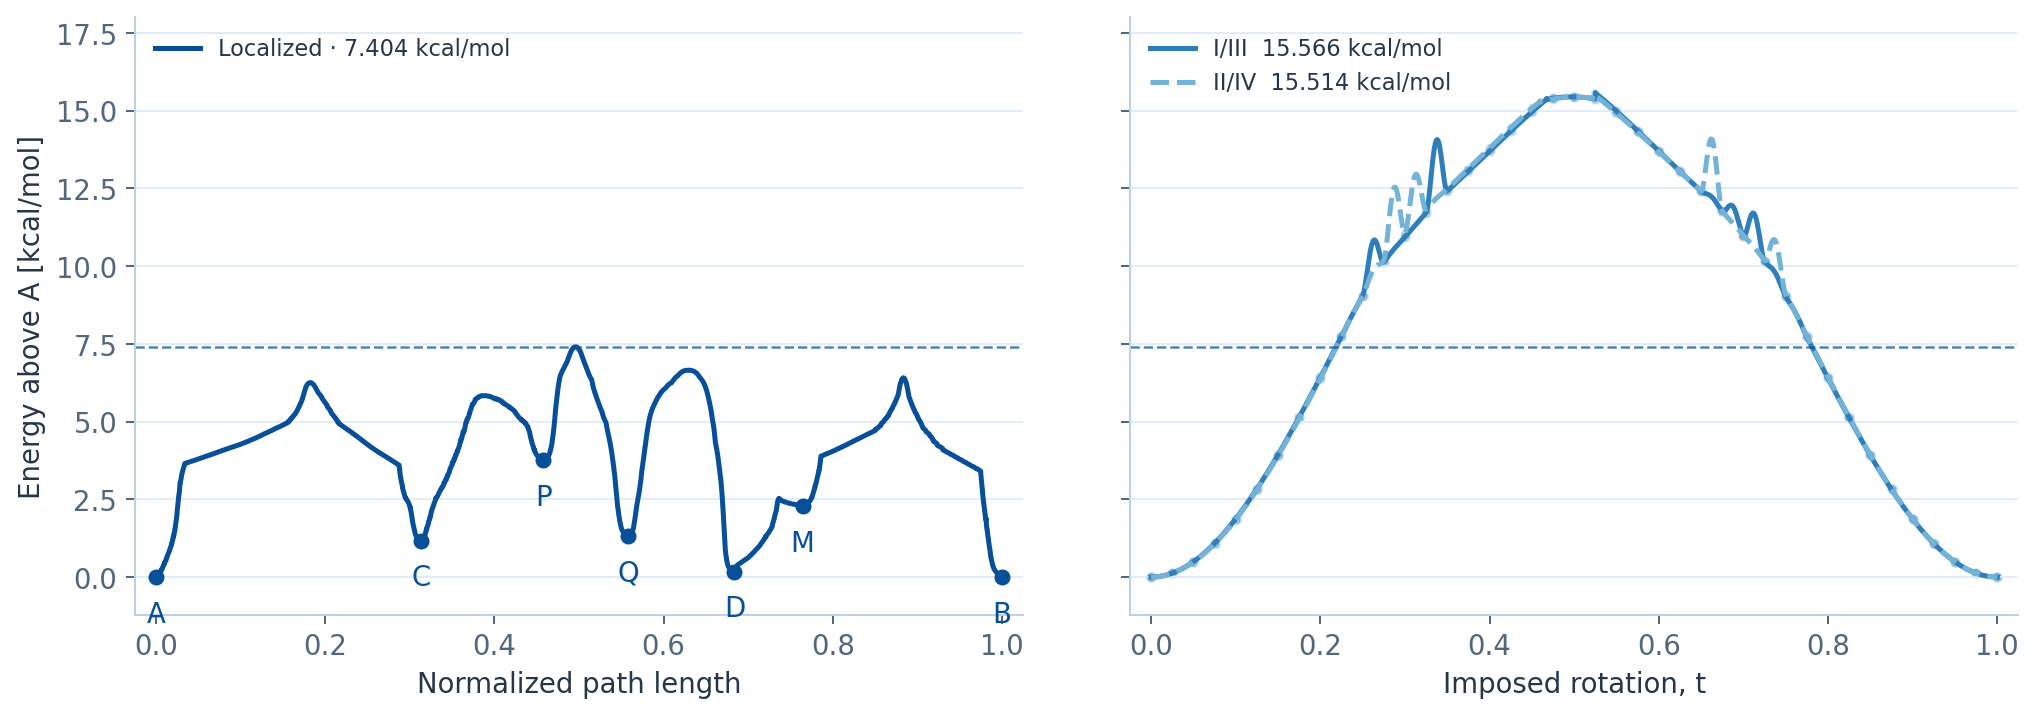 Energy above A [kcal/mol]
17.5
15.0
12.5
10.0
7.5
5.0
2.5
0.0
Localized · 7.404 kcal/mol
A
C
P
Q
D
M
B
0.0 0.2 0.4 0.6 0.8 1.0
Normalized path length
I/III 15.566 kcal/mol
II/IV 15.514 kcal/mol
0.0 0.2 0.4 0.6 0.8 1.0
Imposed rotation, t